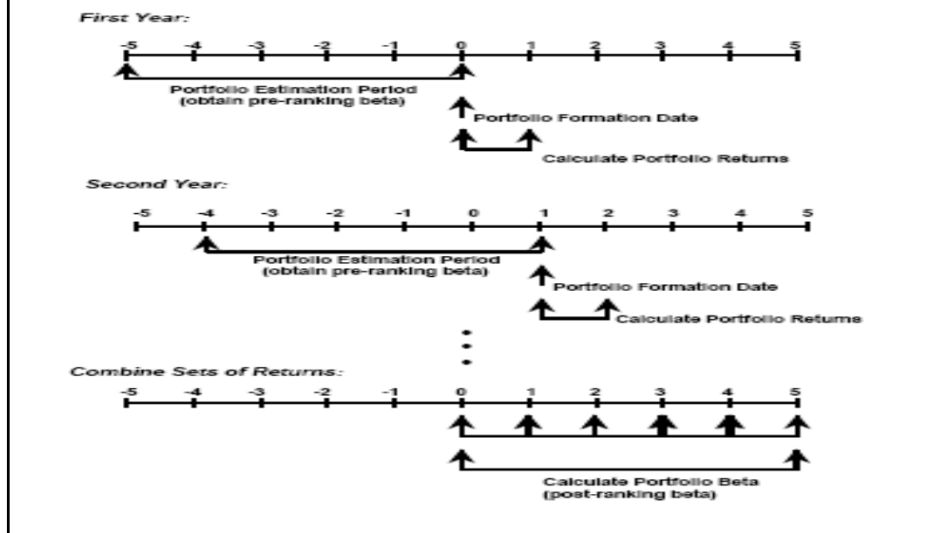 First Year:
-5 -4 -3 -2 -1 0 1 2 3 4 5
Portfolio Estimation Period
(obtain pre-ranking beta)
Portfolio Formation Date
Calculate Portfolio Returns
Second Year:
-5 -4 -3 -2 -1 0 1 2 3 4 5
Portfolio Estimation Period
(obtain pre-ranking beta)
Portfolio Formation Date
Calculate Portfolio Returns
Combine Sets of Returns:
-5 -4 -3 -2 -1 0 1 2 3 4 5
Calculate Portfolio Beta
(post-ranking beta)